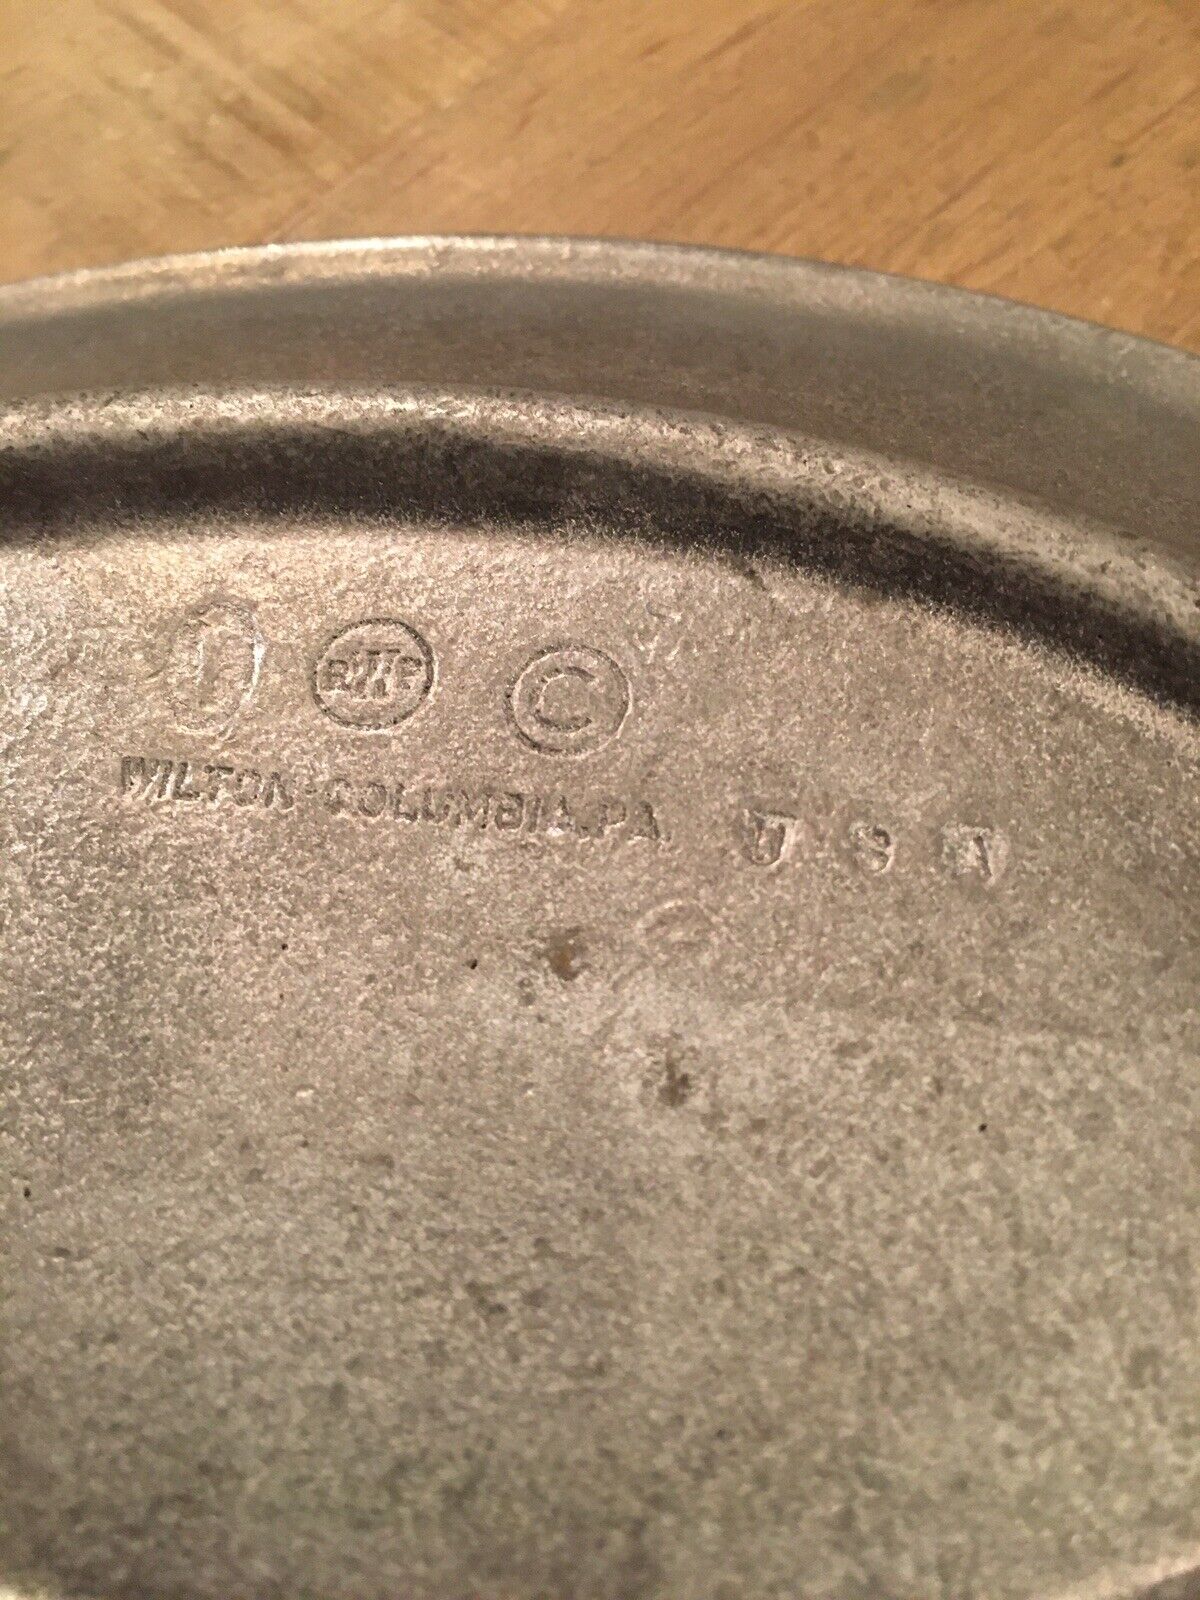 RWP ©
WILTON COLUMBIA, PA. USA